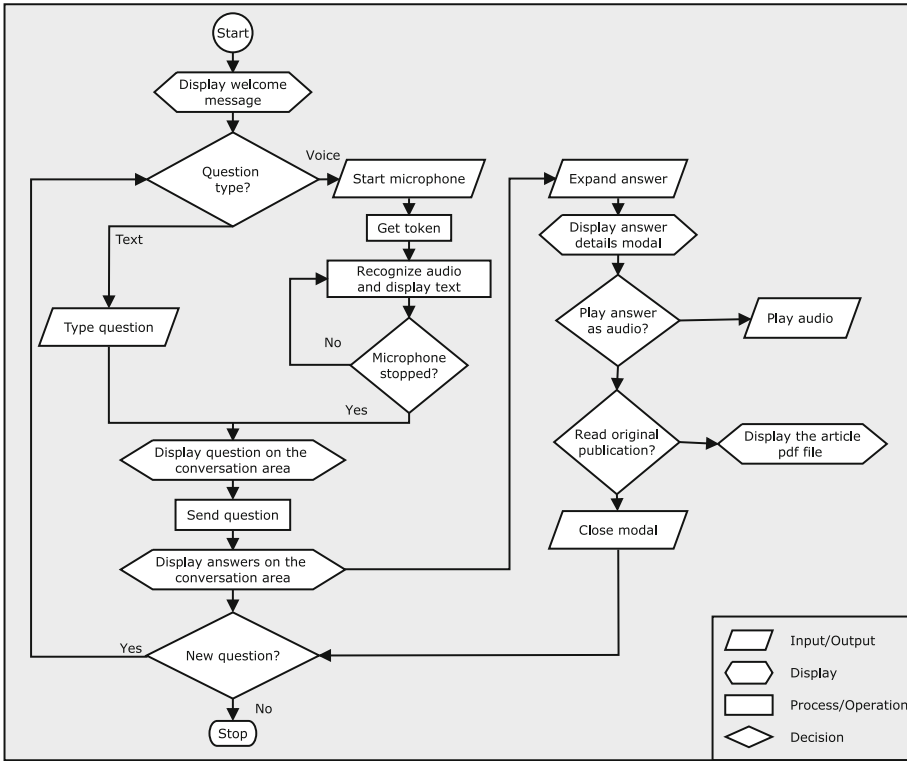 Start
Display welcome
message
Question
type?
Voice
Text
Start microphone
Get token
Recognize audio
and display text
Microphone
stopped?
No
Yes
Type question
Display question on the
conversation area
Send question
Display answers on the
conversation area
New question?
Yes
No
Stop
Expand answer
Display answer
details modal
Play answer
as audio?
Play audio
Read original
publication?
Display the article
pdf file
Close modal
Input/Output
Display
Process/Operation
Decision